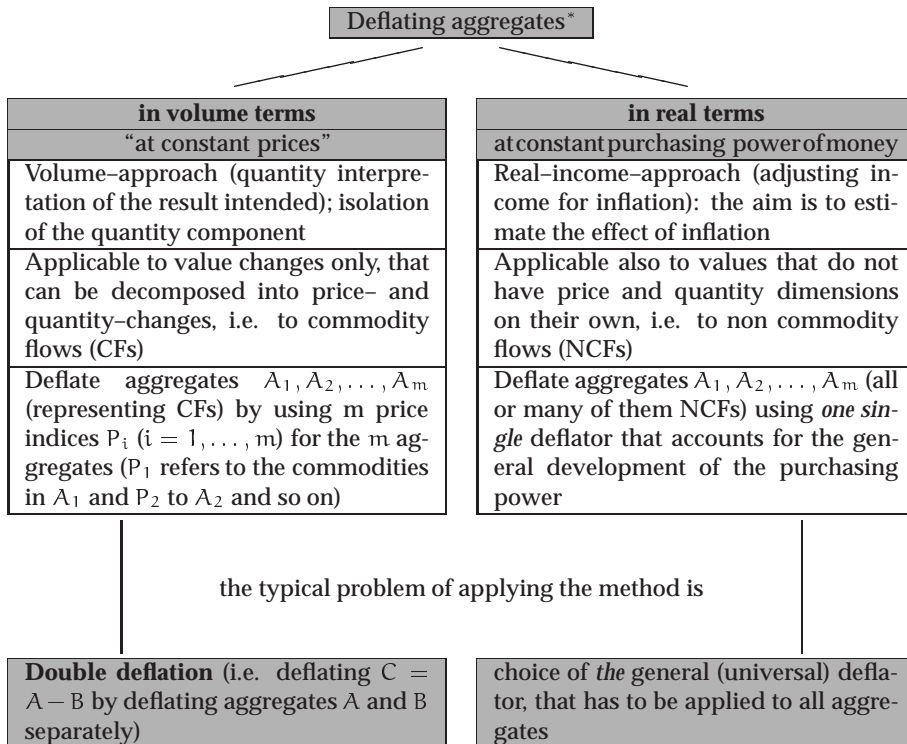 Deflating aggregates*
in volume terms
“at constant prices”
Volume–approach (quantity interpre-
tation of the result intended); isolation
of the quantity component
Applicable to value changes only, that
can be decomposed into price– and
quantity–changes, i.e. to commodity
flows (CFs)
Deflate aggregates A₁, A₂, . . . , Aₘ
(representing CFs) by using m price
indices Pᵢ (i = 1, . . . , m) for the m ag-
gregates (P₁ refers to the commodities
in A₁ and P₂ to A₂ and so on)
in real terms
at constant purchasing power of money
Real–income–approach (adjusting in-
come for inflation): the aim is to esti-
mate the effect of inflation
Applicable also to values that do not
have price and quantity dimensions
on their own, i.e. to non commodity
flows (NCFs)
Deflate aggregates A₁, A₂, . . . , Aₘ (all
or many of them NCFs) using one sin-
gle deflator that accounts for the gen-
eral development of the purchasing
power
the typical problem of applying the method is
Double deflation (i.e. deflating C =
A − B by deflating aggregates A and B
separately)
choice of the general (universal) defla-
tor, that has to be applied to all aggre-
gates